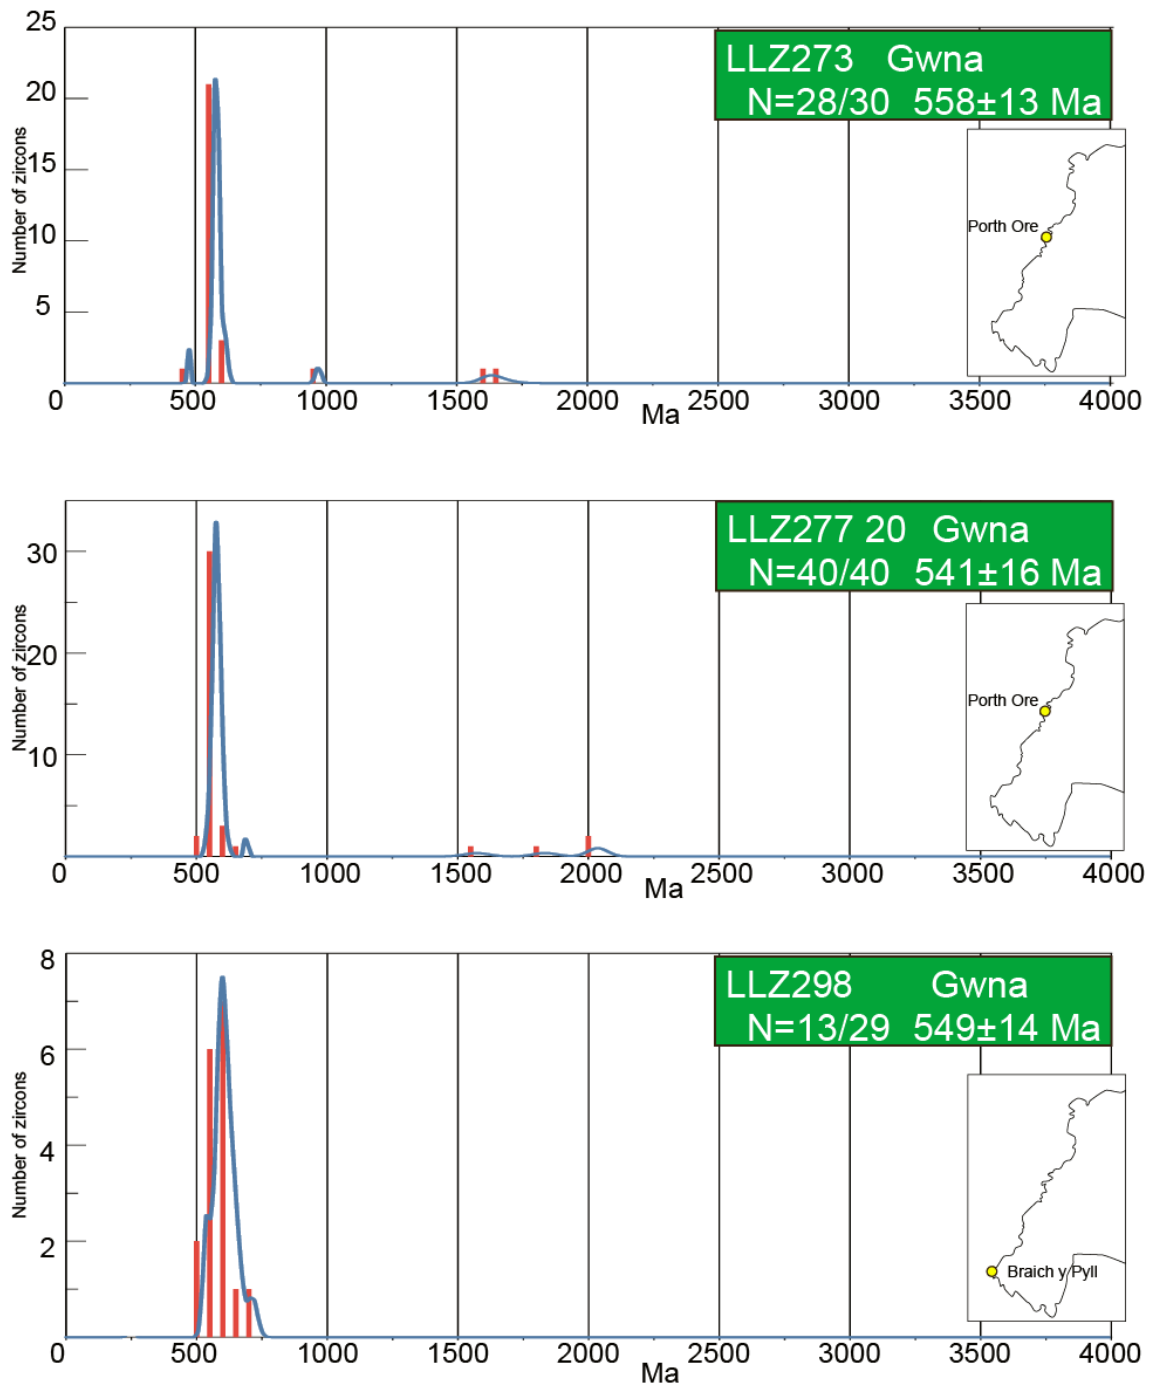 25
20
15
10
5
Number of zircons
LLZ273 Gwna
N=28/30 558±13 Ma
Porth Ore
0 500 1000 1500 2000 2500 3000 3500 4000
Ma
30
20
10
Number of zircons
LLZ277 20 Gwna
N=40/40 541±16 Ma
Porth Ore
0 500 1000 1500 2000 2500 3000 3500 4000
Ma
8
6
4
2
Number of zircons
LLZ298 Gwna
N=13/29 549±14 Ma
Braich y Pyll
0 500 1000 1500 2000 2500 3000 3500 4000
Ma